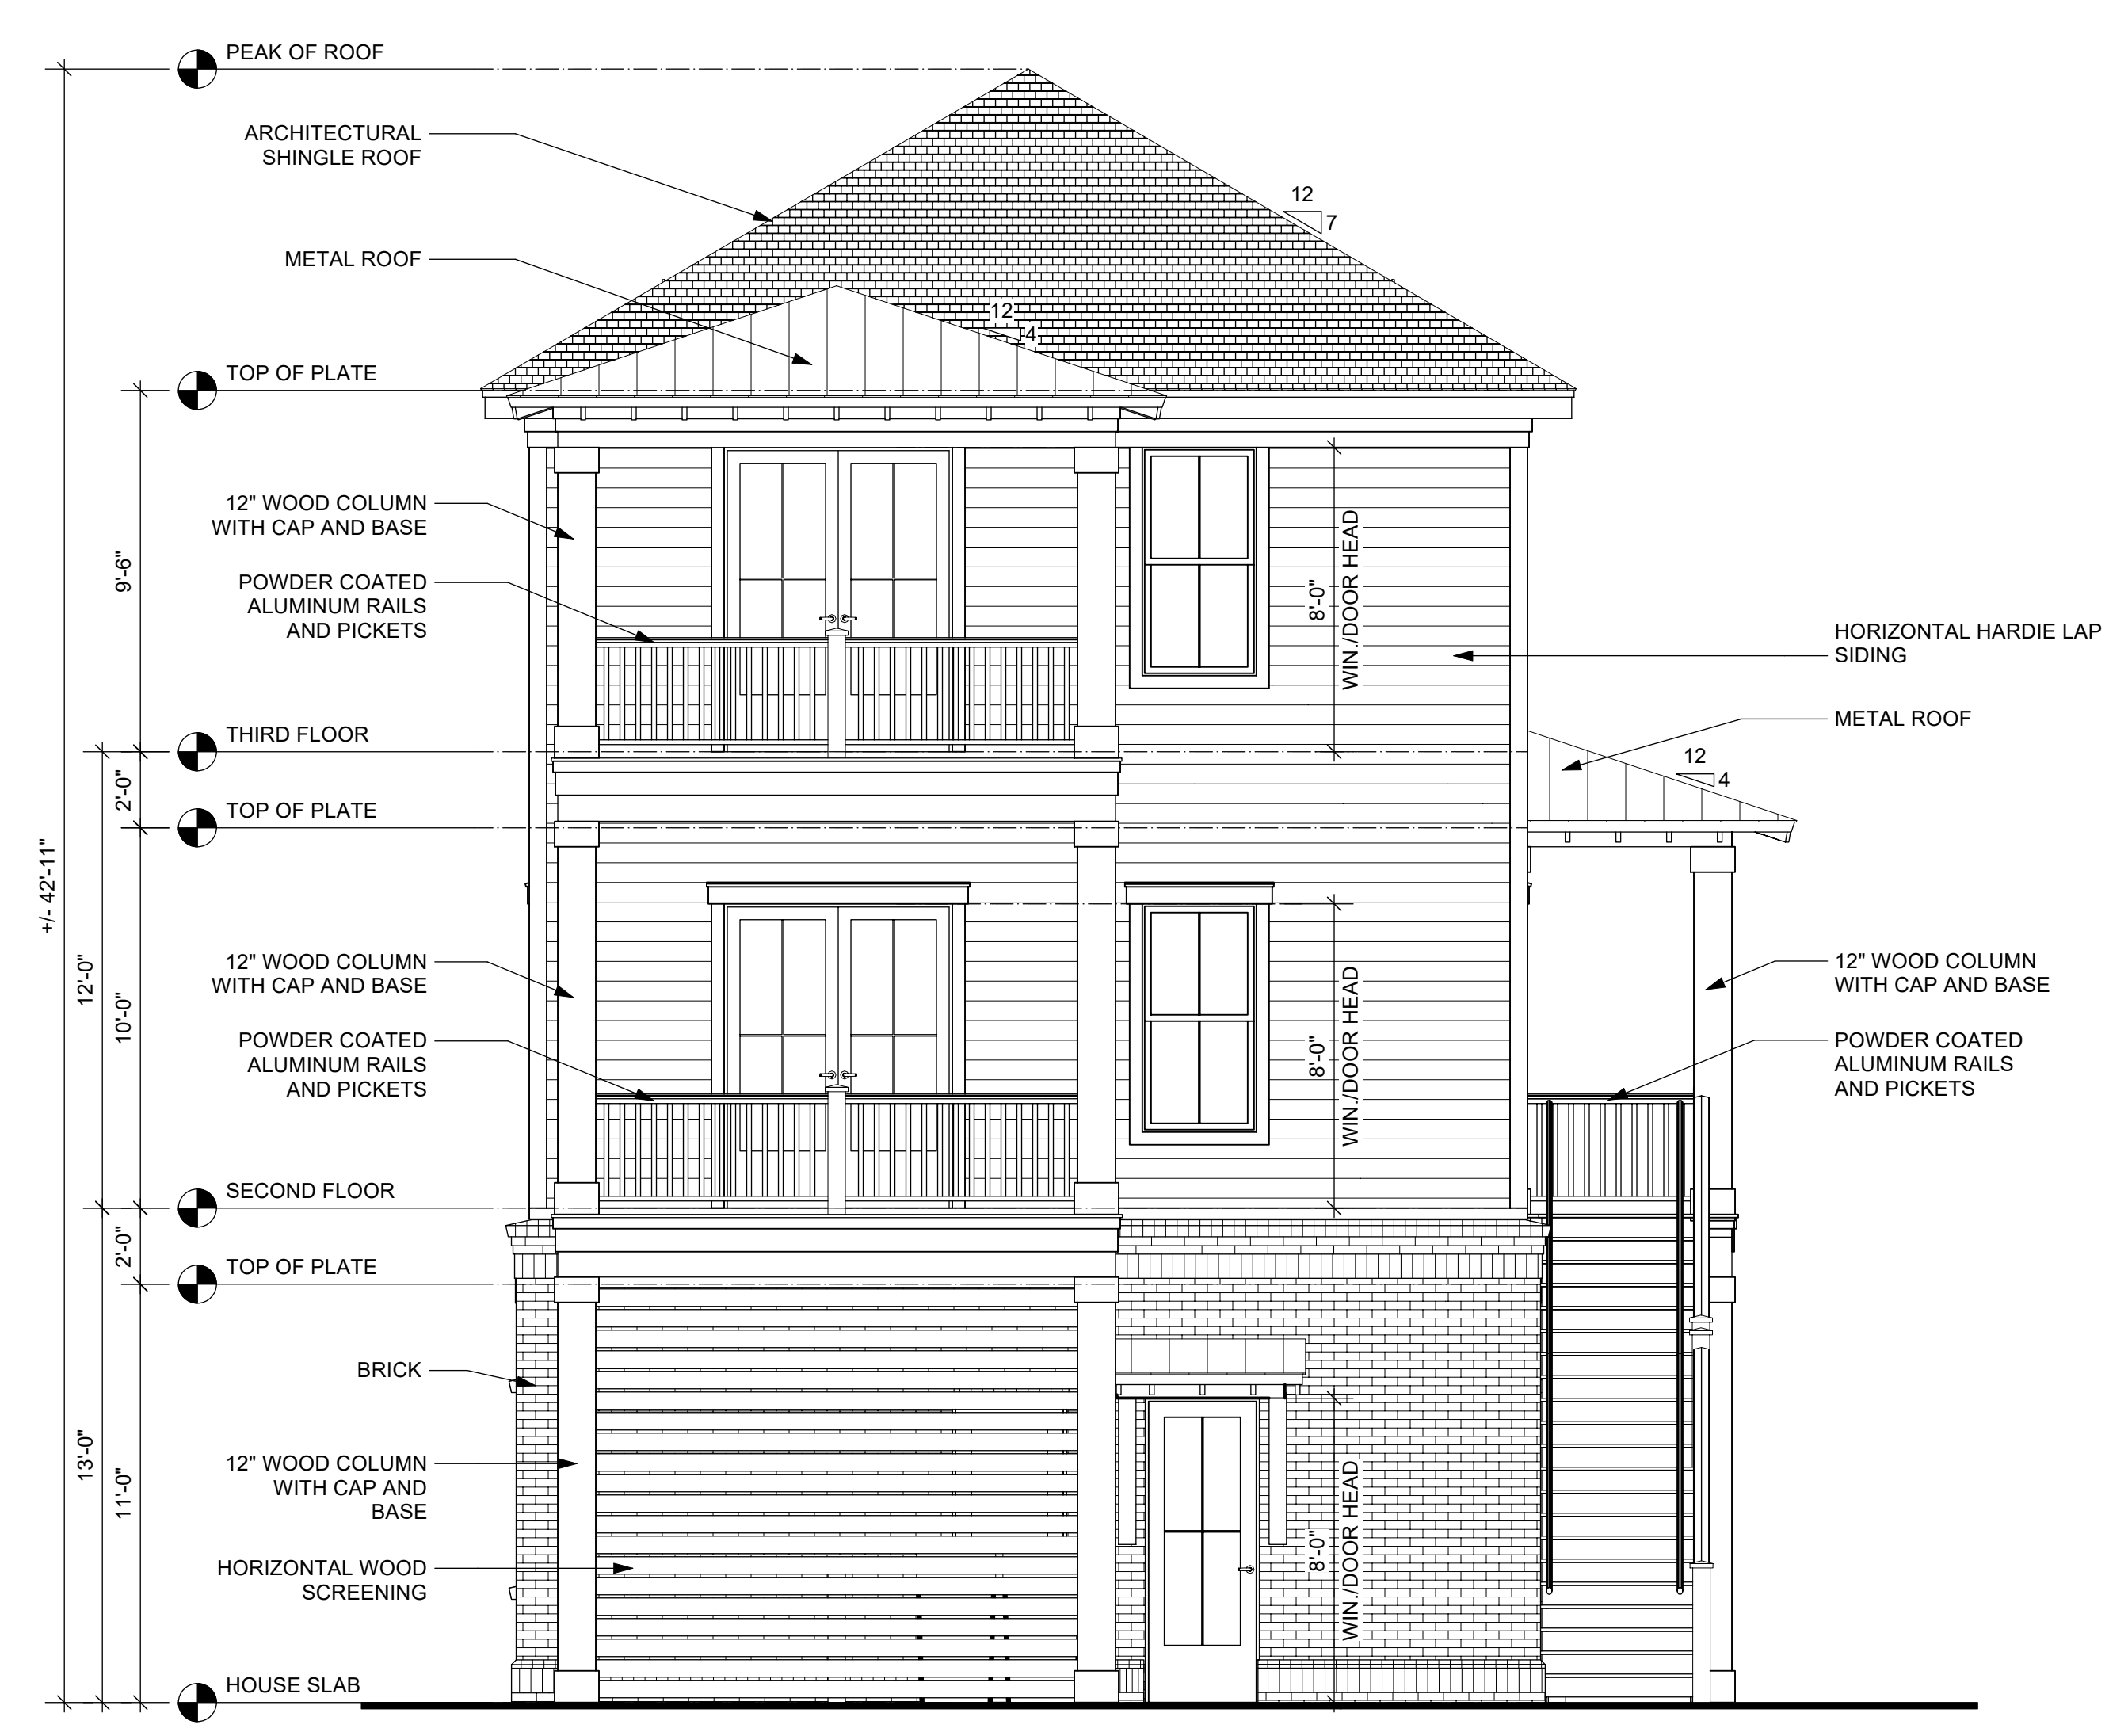 PEAK OF ROOF
ARCHITECTURAL
SHINGLE ROOF
12
7
METAL ROOF
12
4
TOP OF PLATE
12" WOOD COLUMN
WITH CAP AND BASE
9'-6"
8'-0"
WIN./DOOR HEAD
POWDER COATED
ALUMINUM RAILS
AND PICKETS
HORIZONTAL HARDIE LAP
SIDING
METAL ROOF
THIRD FLOOR
12
4
2'-0"
TOP OF PLATE
+/- 42'-11"
12" WOOD COLUMN
WITH CAP AND BASE
12" WOOD COLUMN
WITH CAP AND BASE
12'-0"
10'-0"
8'-0"
WIN./DOOR HEAD
POWDER COATED
ALUMINUM RAILS
AND PICKETS
POWDER COATED
ALUMINUM RAILS
AND PICKETS
SECOND FLOOR
2'-0"
TOP OF PLATE
BRICK
13'-0"
11'-0"
12" WOOD COLUMN
WITH CAP AND
BASE
8'-0"
WIN./DOOR HEAD
HORIZONTAL WOOD
SCREENING
HOUSE SLAB